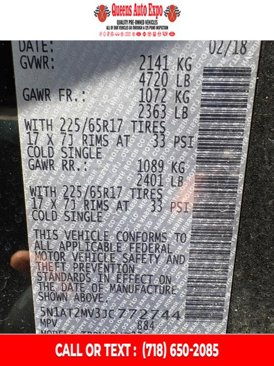 Queens Auto Expo
QUALITY PRE-OWNED VEHICLES
DATE: 02/18
GVWR: 2141 KG
4720 LB
GAWR FR.: 1072 KG
2363 LB
WITH 225/65R17 TIRES
17 X 7J RIMS AT 33 PSI
COLD SINGLE
GAWR RR.: 1089 KG
2401 LB
WITH 225/65R17 TIRES
17 X 7J RIMS AT 33 PSI
COLD SINGLE
THIS VEHICLE CONFORMS TO
ALL APPLICABLE FEDERAL
MOTOR VEHICLE SAFETY AND
THEFT PREVENTION
STANDARDS IN EFFECT ON
THE DATE OF MANUFACTURE
SHOWN ABOVE.
5N1AT2MV3JC772744
MPV 884
CALL OR TEXT : (718) 650-2085